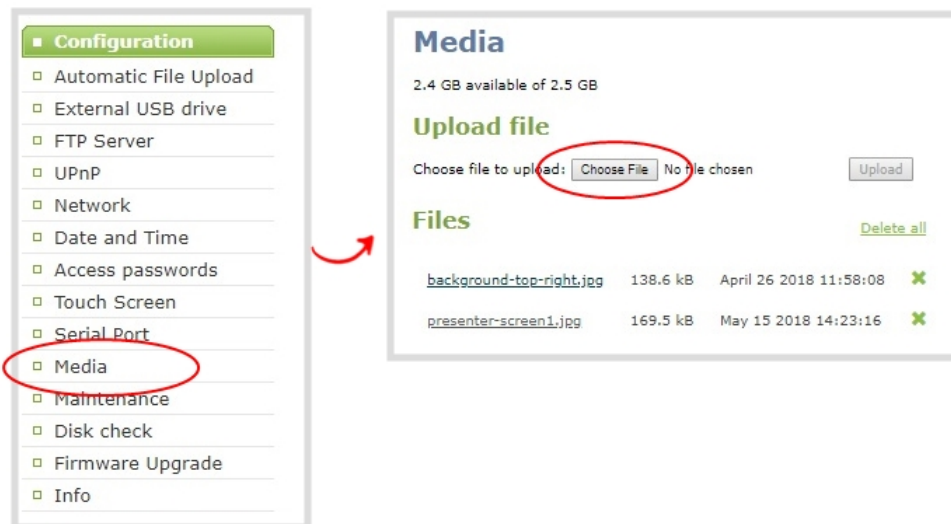 Configuration
Automatic File Upload
External USB drive
FTP Server
UPnP
Network
Date and Time
Access passwords
Touch Screen
Serial Port
Media
Maintenance
Disk check
Firmware Upgrade
Info
Media
2.4 GB available of 2.5 GB
Upload file
Choose file to upload: Choose File No file chosen Upload
Files Delete all
background-top-right.jpg 138.6 kB April 26 2018 11:58:08
presenter-screen1.jpg 169.5 kB May 15 2018 14:23:16